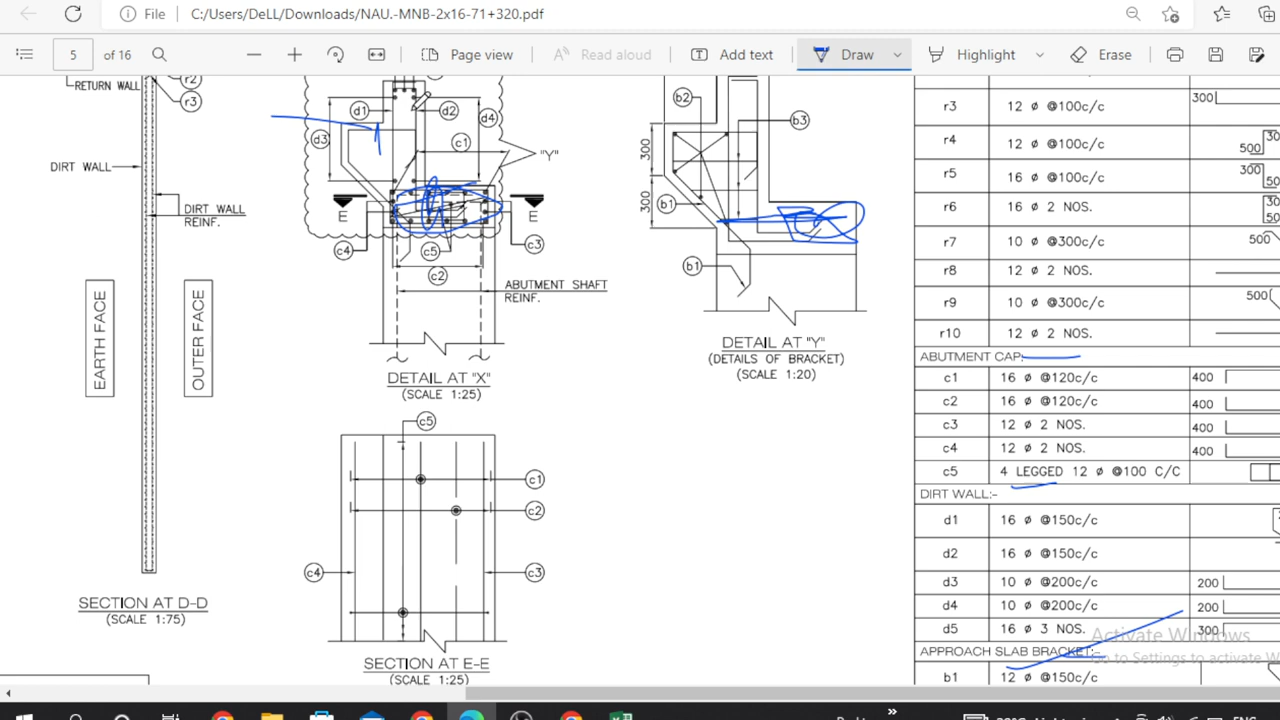 File C:/Users/DeLL/Downloads/NAU.-MNB-2x16-71+320.pdf
5 of 16 Page view Read aloud Add text Draw Highlight Erase
r2
RETURN WALL
r3
DIRT WALL
DIRT WALL
REINF.
EARTH FACE
OUTER FACE
SECTION AT D-D
(SCALE 1:75)
d1 d2
d3 d4
c1
"Y"
E E
c4 c5 c3
c2
ABUTMENT SHAFT
REINF.
DETAIL AT "X"
(SCALE 1:25)
c5
c1
c2
c4 c3
SECTION AT E-E
(SCALE 1:25)
b2
b3
300
300
b1
b1
DETAIL AT "Y"
(DETAILS OF BRACKET)
(SCALE 1:20)
r3 12 ø @100c/c 300
r4 12 ø @100c/c 500 30
r5 16 ø @100c/c 300 50
r6 16 ø 2 NOS. 30 50
r7 10 ø @300c/c 500
r8 12 ø 2 NOS.
r9 10 ø @300c/c 500
r10 12 ø 2 NOS.
ABUTMENT CAP:
c1 16 ø @120c/c 400
c2 16 ø @120c/c 400
c3 12 ø 2 NOS. 400
c4 12 ø 2 NOS. 400
c5 4 LEGGED 12 ø @100 C/C
DIRT WALL:-
d1 16 ø @150c/c
d2 16 ø @150c/c
d3 10 ø @200c/c 200
d4 10 ø @200c/c 200
d5 16 ø 3 NOS. 300
Activate Windows
APPROACH SLAB BRACKET:-
Go to Settings to activate W
b1 12 ø @150c/c